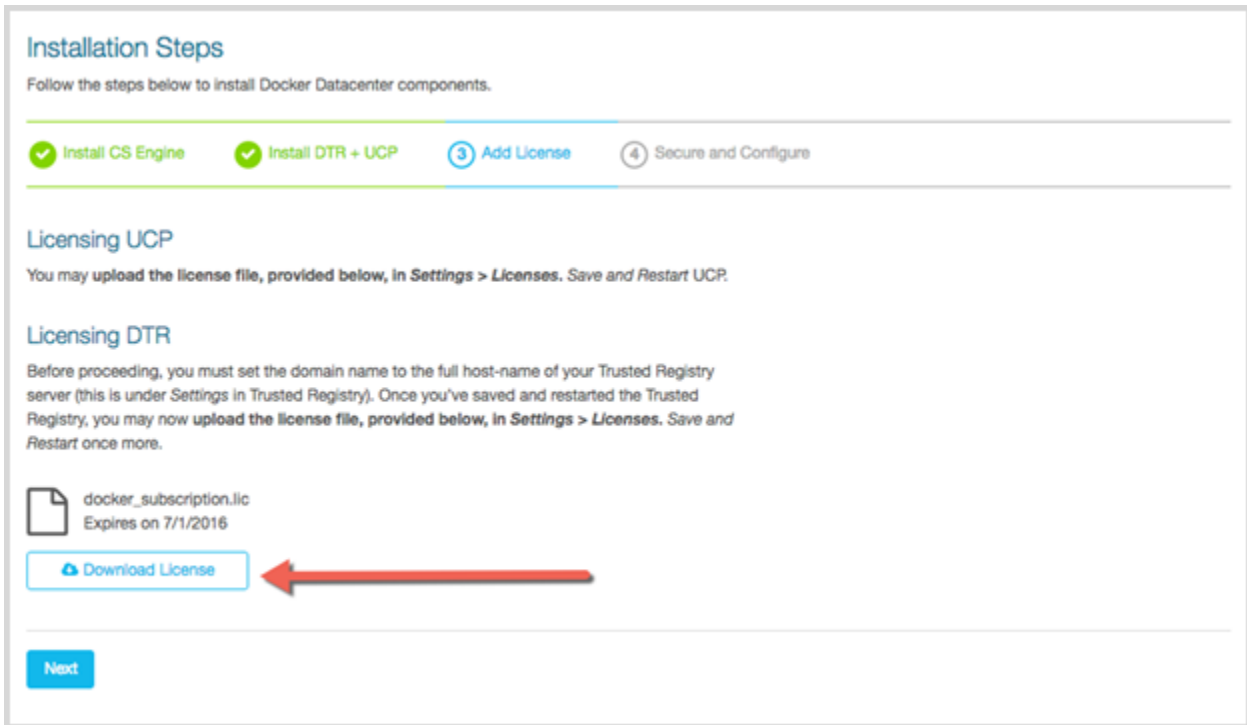 Installation Steps
Follow the steps below to install Docker Datacenter components.
Install CS Engine
Install DTR + UCP
3 Add License
4 Secure and Configure
Licensing UCP
You may upload the license file, provided below, in Settings > Licenses. Save and Restart UCP.
Licensing DTR
Before proceeding, you must set the domain name to the full host-name of your Trusted Registry
server (this is under Settings in Trusted Registry). Once you've saved and restarted the Trusted
Registry, you may now upload the license file, provided below, in Settings > Licenses. Save and
Restart once more.
docker_subscription.lic
Expires on 7/1/2016
Download License
Next